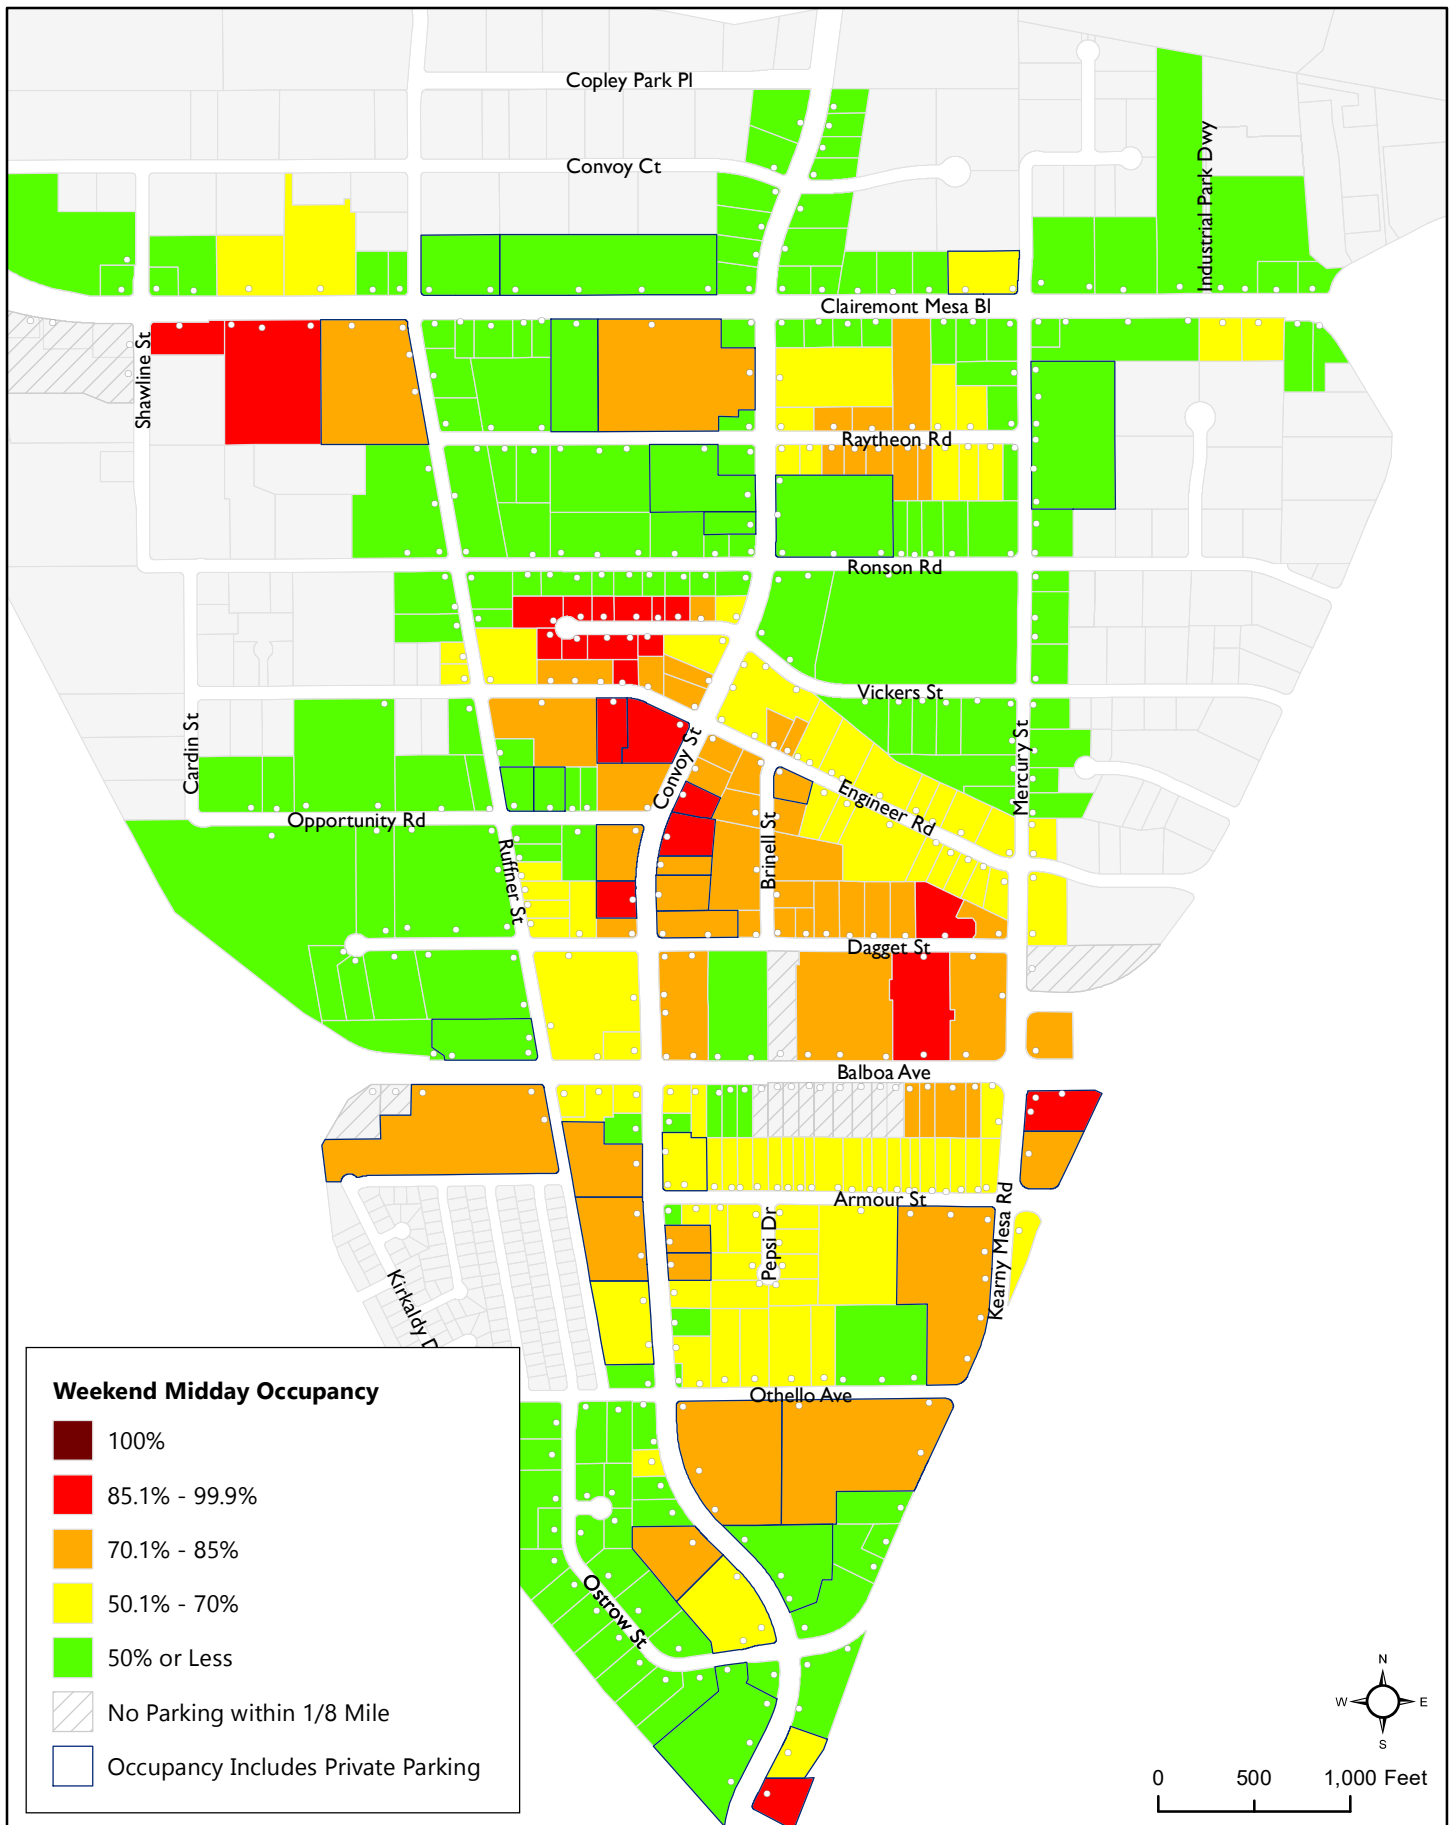 Copley Park Pl
Convoy Ct
Industrial Park Dwy
Clairemont Mesa Bl
Shawline St
Raytheon Rd
Ronson Rd
Vickers St
Cardin St
Convoy St
Mercury St
Engineer Rd
Opportunity Rd
Brinell St
Ruffner St
Dagget St
Balboa Ave
Armour St
Pepsi Dr
Kearny Mesa Rd
Kirkaldy D
Othello Ave
Ostrow St
Weekend Midday Occupancy
100%
85.1% - 99.9%
70.1% - 85%
50.1% - 70%
50% or Less
No Parking within 1/8 Mile
Occupancy Includes Private Parking
N
W E
S
0 500 1,000 Feet